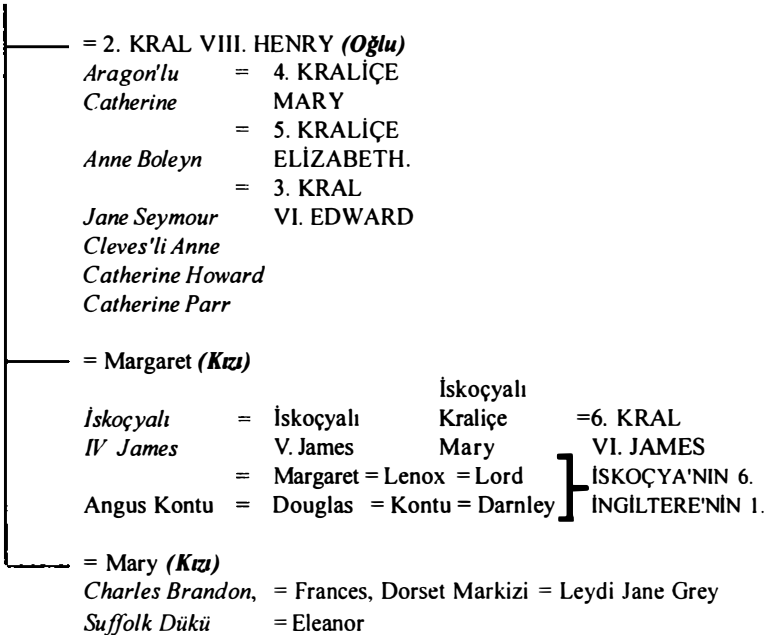 = 2. KRAL VIII. HENRY (Oğlu)
Aragon'lu = 4. KRALİÇE
Catherine MARY
= 5. KRALİÇE
Anne Boleyn ELİZABETH.
= 3. KRAL
Jane Seymour VI. EDWARD
Cleves'li Anne
Catherine Howard
Catherine Parr
= Margaret (Kızı)
İskoçyalı
İskoçyalı = İskoçyalı Kraliçe =6. KRAL
IV James V. James Mary VI. JAMES
= Margaret = Lenox = Lord İSKOÇYA'NIN 6.
Angus Kontu = Douglas = Kontu = Darnley İNGİLTERE'NİN 1.
= Mary (Kızı)
Charles Brandon, = Frances, Dorset Markizi = Leydi Jane Grey
Suffolk Dükü = Eleanor